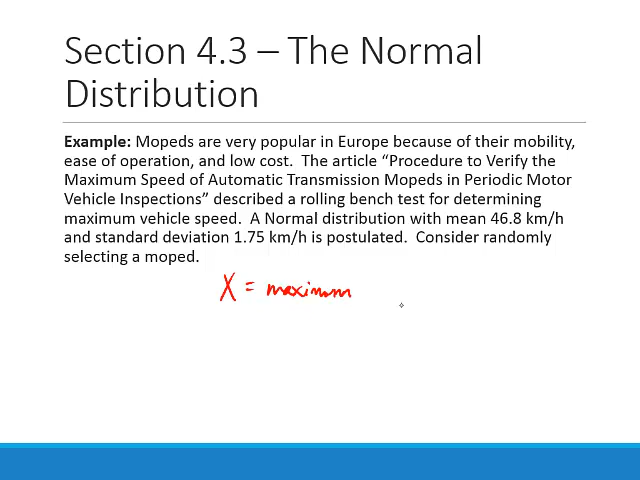 Section 4.3 – The Normal
Distribution
Example: Mopeds are very popular in Europe because of their mobility,
ease of operation, and low cost.  The article “Procedure to Verify the
Maximum Speed of Automatic Transmission Mopeds in Periodic Motor
Vehicle Inspections” described a rolling bench test for determining
maximum vehicle speed.  A Normal distribution with mean 46.8 km/h
and standard deviation 1.75 km/h is postulated.  Consider randomly
selecting a moped.
X = maximum